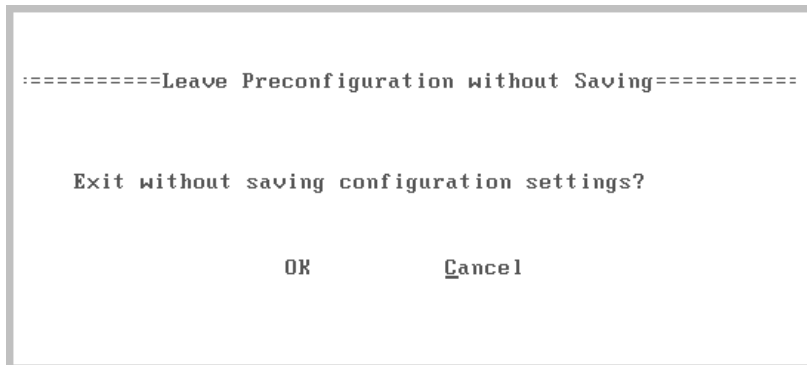 ===========Leave Preconfiguration without Saving===========
Exit without saving configuration settings?
OK Cancel